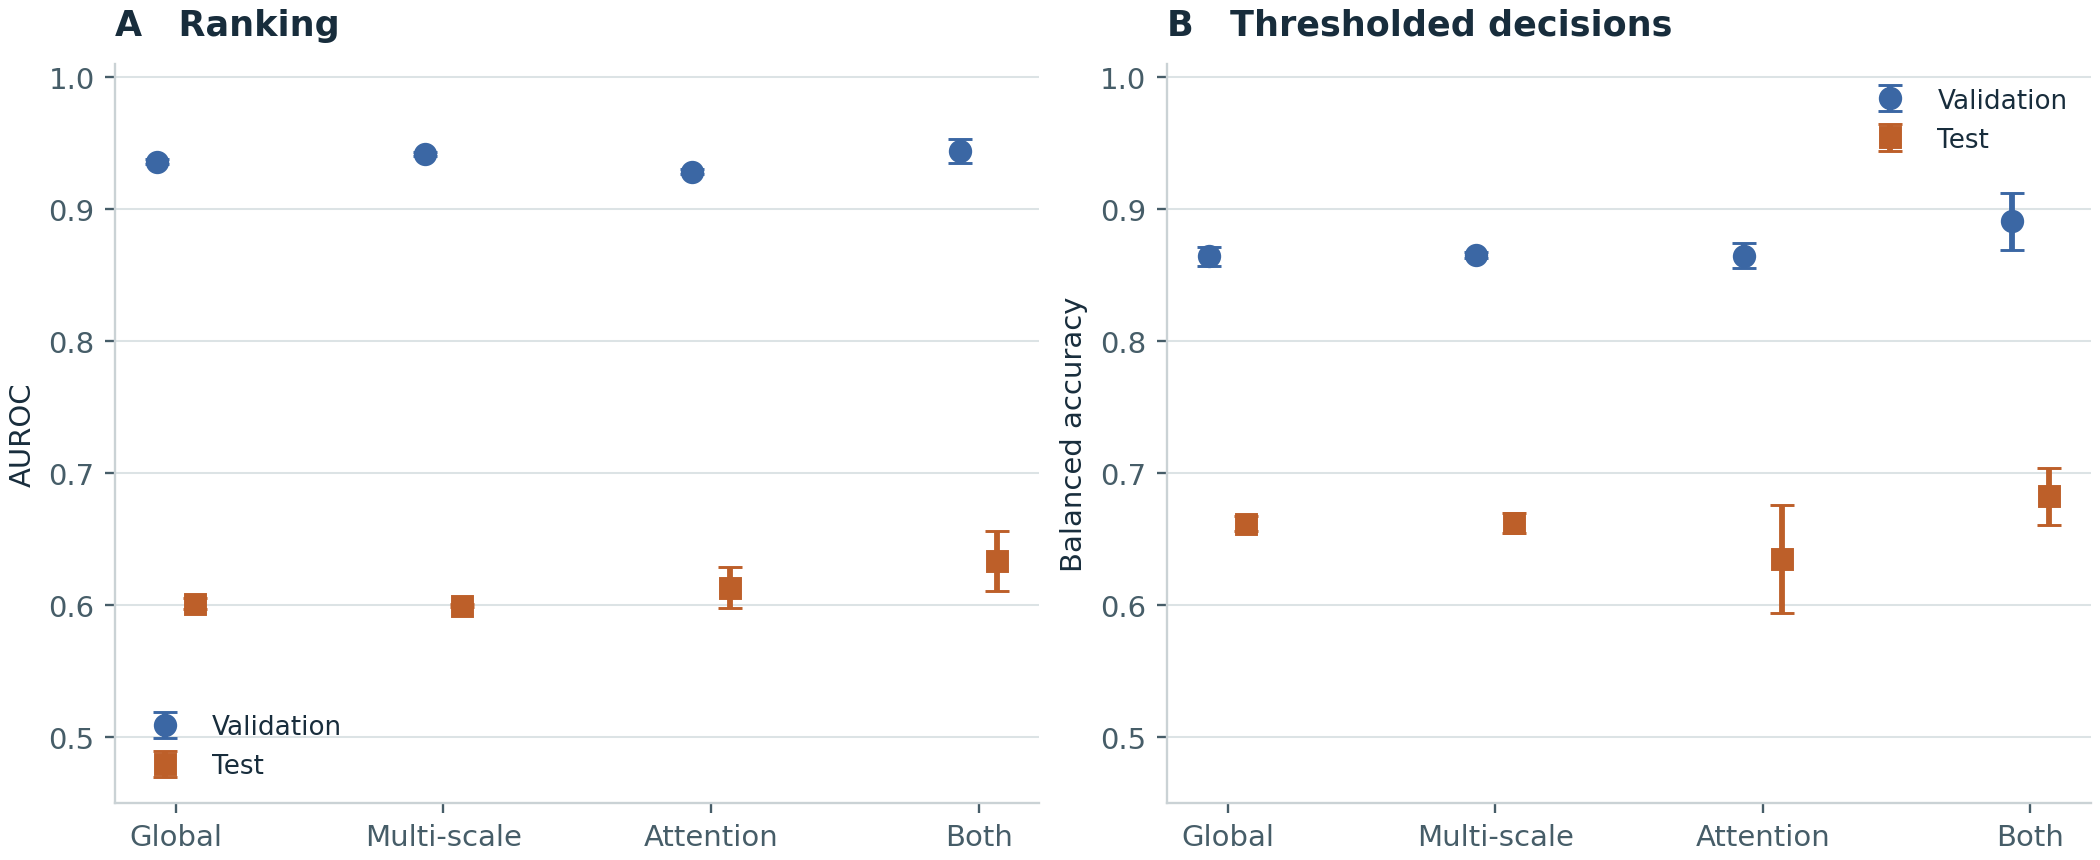 A Ranking
AUROC
1.0
0.9
0.8
0.7
0.6
0.5
Validation
Test
Global
Multi-scale
Attention
Both
B Thresholded decisions
Balanced accuracy
1.0
0.9
0.8
0.7
0.6
0.5
Validation
Test
Global
Multi-scale
Attention
Both